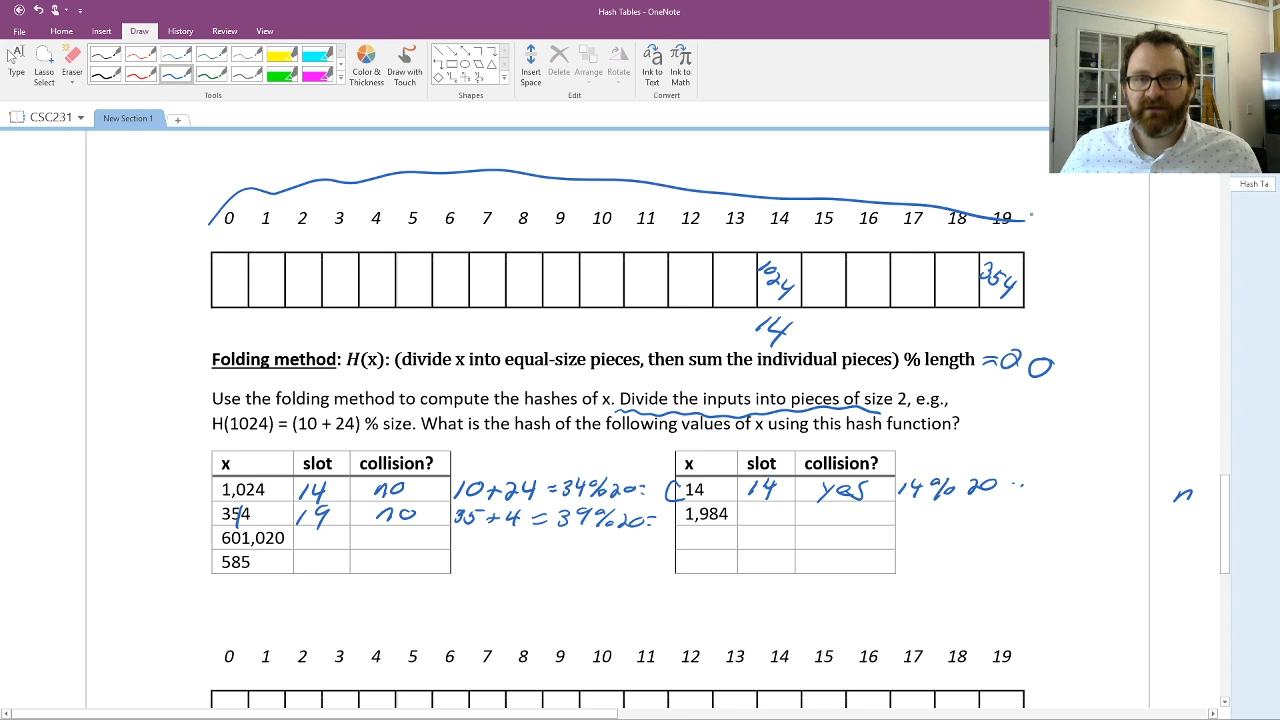 Hash Tables - OneNote
File Home Insert Draw History Review View
Type Lasso Select Eraser Color & Thickness Draw with Touch Insert Space Delete Arrange Rotate Ink to Text Ink to Math
Tools Shapes Edit Convert
CSC231 New Section 1
Hash Ta
0 1 2 3 4 5 6 7 8 9 10 11 12 13 14 15 16 17 18 19
1024 354
14
Folding method: H(x): (divide x into equal-size pieces, then sum the individual pieces) % length = 20
Use the folding method to compute the hashes of x. Divide the inputs into pieces of size 2, e.g.,
H(1024) = (10 + 24) % size. What is the hash of the following values of x using this hash function?
x slot collision? x slot collision?
1,024 14 no 10+24 = 34%20= 14 14 yes 14 % 20 ..
354 19 no 35+4 = 39%20= 1,984
601,020
585
n
0 1 2 3 4 5 6 7 8 9 10 11 12 13 14 15 16 17 18 19